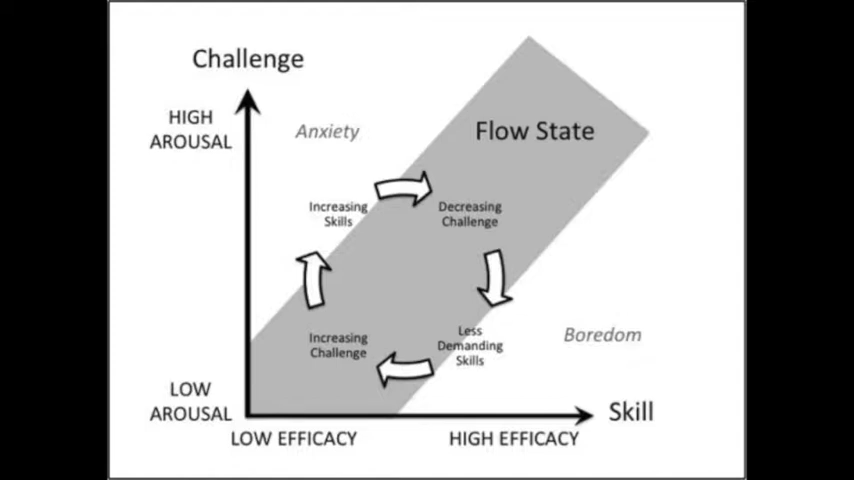 Challenge
HIGH
AROUSAL
Anxiety
Flow State
Increasing
Skills
Decreasing
Challenge
Increasing
Challenge
Less
Demanding
Skills
Boredom
LOW
AROUSAL
Skill
LOW EFFICACY
HIGH EFFICACY